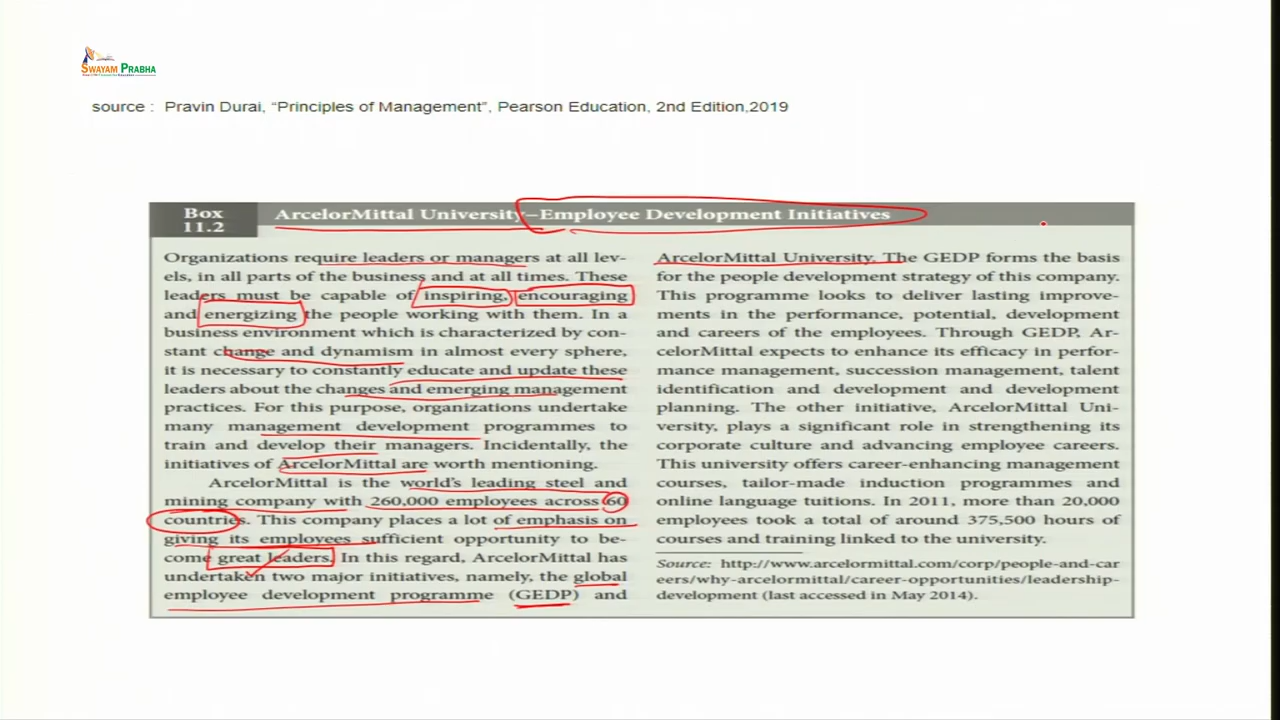 SWAYAM PRABHA
source : Pravin Durai, “Principles of Management”, Pearson Education, 2nd Edition,2019
Box
11.2
ArcelorMittal University–Employee Development Initiatives
Organizations require leaders or managers at all lev-
els, in all parts of the business and at all times. These
leaders must be capable of inspiring, encouraging
and energizing the people working with them. In a
business environment which is characterized by con-
stant change and dynamism in almost every sphere,
it is necessary to constantly educate and update these
leaders about the changes and emerging management
practices. For this purpose, organizations undertake
many management development programmes to
train and develop their managers. Incidentally, the
initiatives of ArcelorMittal are worth mentioning.
ArcelorMittal is the world’s leading steel and
mining company with 260,000 employees across 60
countries. This company places a lot of emphasis on
giving its employees sufficient opportunity to be-
come great leaders. In this regard, ArcelorMittal has
undertaken two major initiatives, namely, the global
employee development programme (GEDP) and
ArcelorMittal University. The GEDP forms the basis
for the people development strategy of this company.
This programme looks to deliver lasting improve-
ments in the performance, potential, development
and careers of the employees. Through GEDP, Ar-
celorMittal expects to enhance its efficacy in perfor-
mance management, succession management, talent
identification and development and development
planning. The other initiative, ArcelorMittal Uni-
versity, plays a significant role in strengthening its
corporate culture and advancing employee careers.
This university offers career-enhancing management
courses, tailor-made induction programmes and
online language tuitions. In 2011, more than 20,000
employees took a total of around 375,500 hours of
courses and training linked to the university.
Source: http://www.arcelormittal.com/corp/people-and-car
eers/why-arcelormittal/career-opportunities/leadership-
development (last accessed in May 2014).